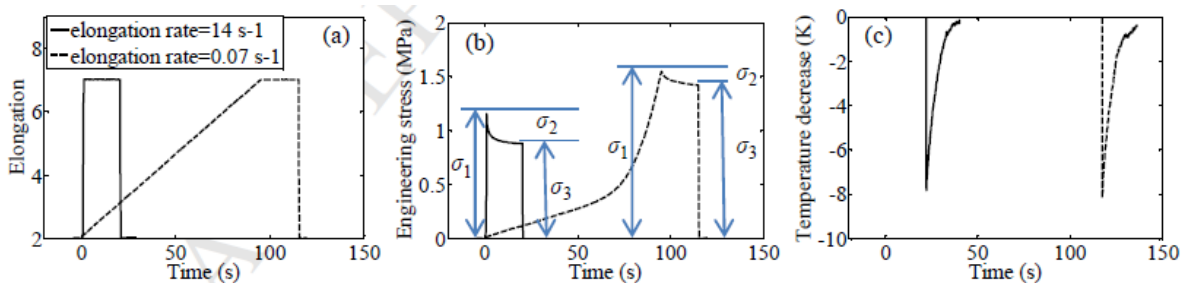 elongation rate=14 s-1
elongation rate=0.07 s-1
(a)
8
6
4
2
0 50 100 150
Elongation
Time (s)
(b)
2
1.5
1
0.5
0
0 50 100 150
Engineering stress (MPa)
Time (s)
σ1
σ2
σ3
σ1
σ2
σ3
(c)
0
-2
-4
-6
-8
-10
0 50 100 150
Temperature decrease (K)
Time (s)